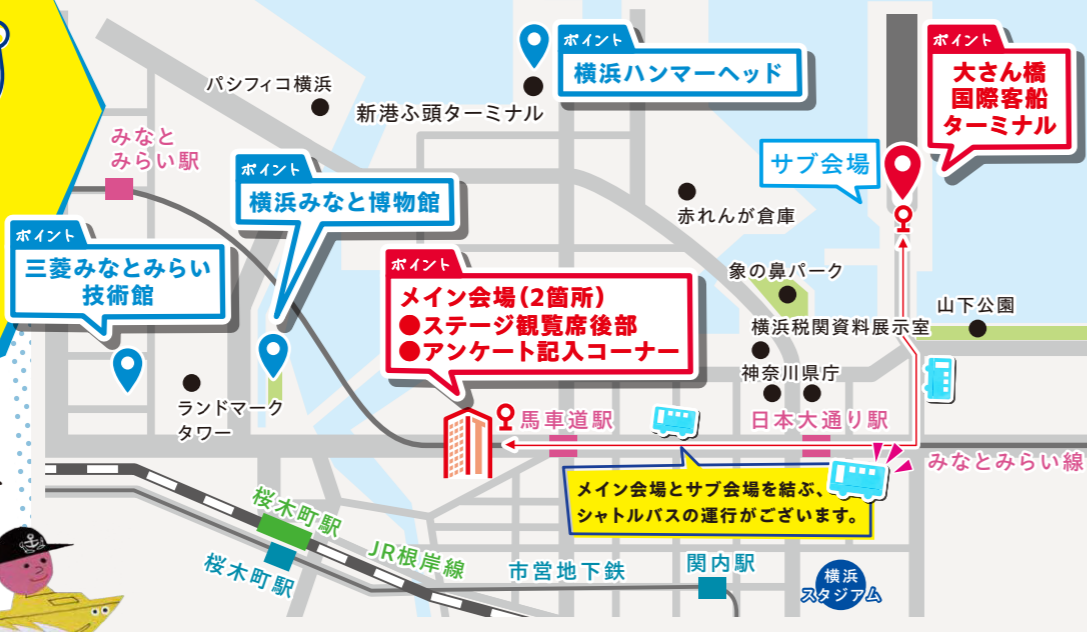 ポイント
横浜ハンマーヘッド
新港ふ頭ターミナル
パシフィコ横浜
ポイント
大さん橋
国際客船
ターミナル
サブ会場
みなと
みらい駅
ポイント
横浜みなと博物館
赤れんが倉庫
ポイント
三菱みなとみらい
技術館
ポイント
メイン会場(2箇所)
●ステージ観覧席後部
●アンケート記入コーナー
象の鼻パーク
山下公園
横浜税関資料展示室
神奈川県庁
ランドマーク
タワー
馬車道駅
日本大通り駅
みなとみらい線
メイン会場とサブ会場を結ぶ、
シャトルバスの運行がございます。
桜木町駅
桜木町駅
JR根岸線
市営地下鉄
関内駅
横浜
スタジアム